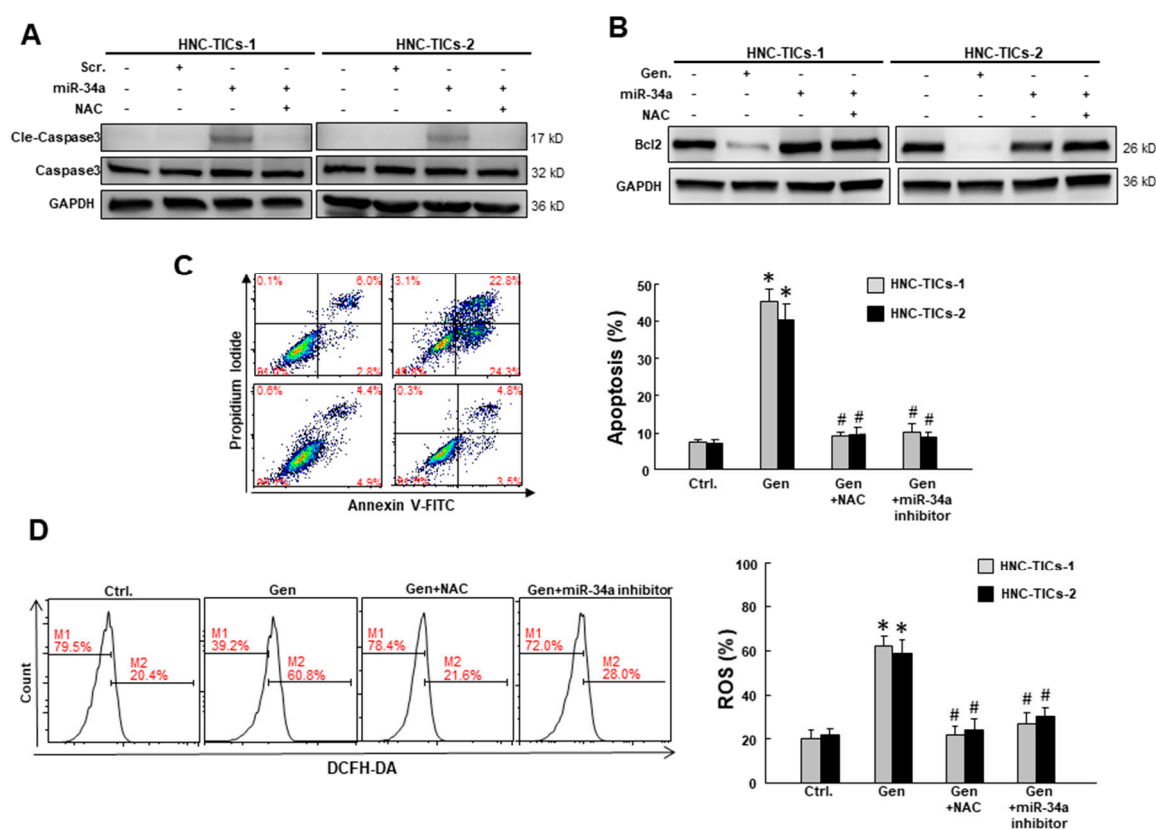 A
HNC-TICs-1 HNC-TICs-2
Scr. - + - - - + - -
miR-34a - - + + - - + +
NAC - - - + - - - +
Cle-Caspase3 17 kD
Caspase3 32 kD
GAPDH 36 kD
B
HNC-TICs-1 HNC-TICs-2
Gen. - + - - - + - -
miR-34a - - + + - - + +
NAC - - - + - - - +
Bcl2 26 kD
GAPDH 36 kD
C
Propidium Iodide
0.1% 6.0% 3.1% 22.8%
2.8% 24.3%
0.6% 4.4% 0.3% 4.8%
4.9% 3.5%
Annexin V-FITC
HNC-TICs-1
HNC-TICs-2
Apoptosis (%)
50
40
30
20
10
0
* *
# # # #
Ctrl. Gen Gen Gen
+NAC +miR-34a
inhibitor
D
Ctrl. Gen Gen+NAC Gen+miR-34a inhibitor
Count
M1 M1 M1 M1
79.5% 39.2% 78.4% 72.0%
M2 M2 M2 M2
20.4% 60.8% 21.6% 28.0%
DCFH-DA
HNC-TICs-1
HNC-TICs-2
ROS (%)
100
80
60
40
20
0
* *
# # # #
Ctrl. Gen Gen Gen
+NAC +miR-34a
inhibitor